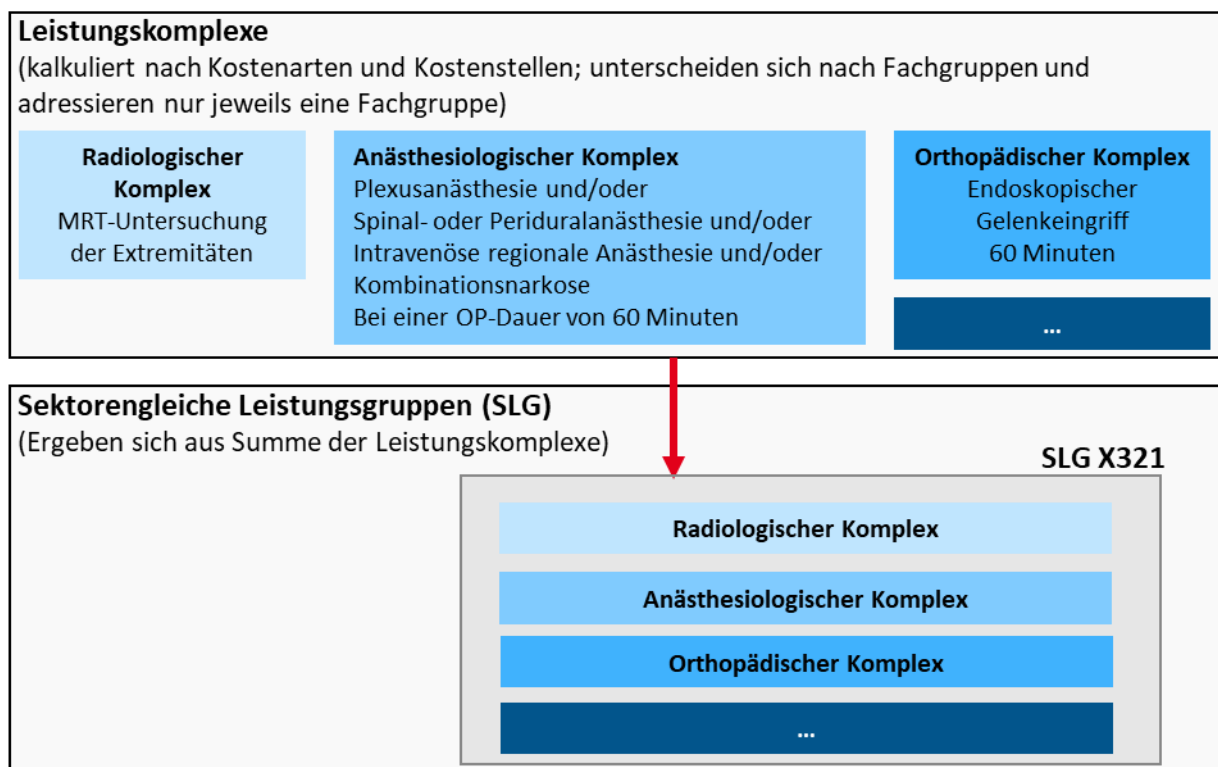 Leistungskomplexe
(kalkuliert nach Kostenarten und Kostenstellen; unterscheiden sich nach Fachgruppen und
adressieren nur jeweils eine Fachgruppe)
Radiologischer
Komplex
MRT-Untersuchung
der Extremitäten
Anästhesiologischer Komplex
Plexusanästhesie und/oder
Spinal- oder Periduralanästhesie und/oder
Intravenöse regionale Anästhesie und/oder
Kombinationsnarkose
Bei einer OP-Dauer von 60 Minuten
Orthopädischer Komplex
Endoskopischer
Gelenkeingriff
60 Minuten
...
Sektorengleiche Leistungsgruppen (SLG)
(Ergeben sich aus Summe der Leistungskomplexe)
SLG X321
Radiologischer Komplex
Anästhesiologischer Komplex
Orthopädischer Komplex
...